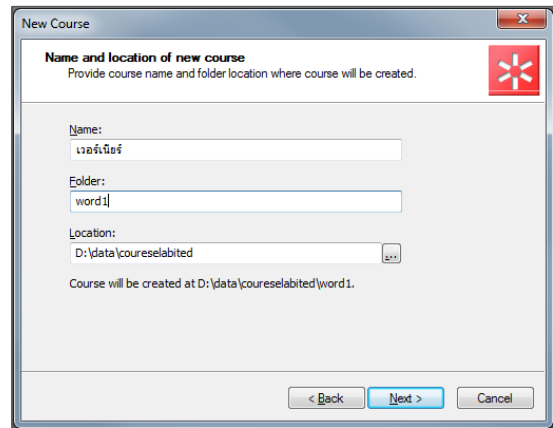 New Course
Name and location of new course
Provide course name and folder location where course will be created.
Name:
เวอร์เนียร์
Folder:
word1
Location:
D:\data\coureselabited
...
Course will be created at D:\data\coureselabited\word1.
< Back
Next >
Cancel